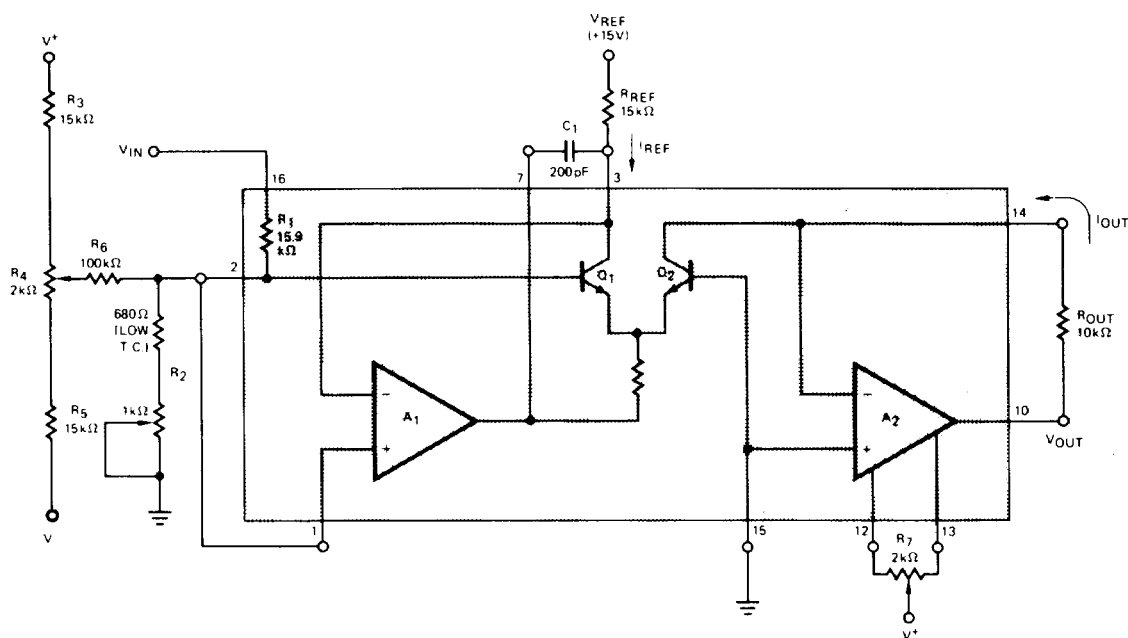 VREF
(+15V)
V+
RREF
15kΩ
R3
15kΩ
C1
IREF
VIN
200pF
7
3
16
14
IOUT
R1
15.9
kΩ
R6
100kΩ
2
R4
2kΩ
Q1
Q2
ROUT
10kΩ
680Ω
(LOW
T.C.)
R2
−
−
R5
15kΩ
1kΩ
A1
A2
10
+
+
VOUT
V
1
15
12
R7
2kΩ
13
V+